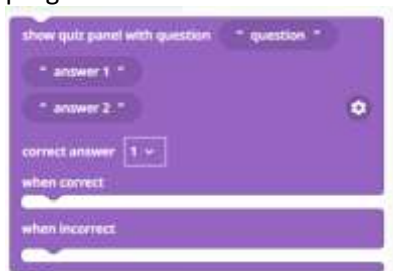 show quiz panel with question " question "
" answer 1 "
" answer 2 "
correct answer 1
when correct
when incorrect